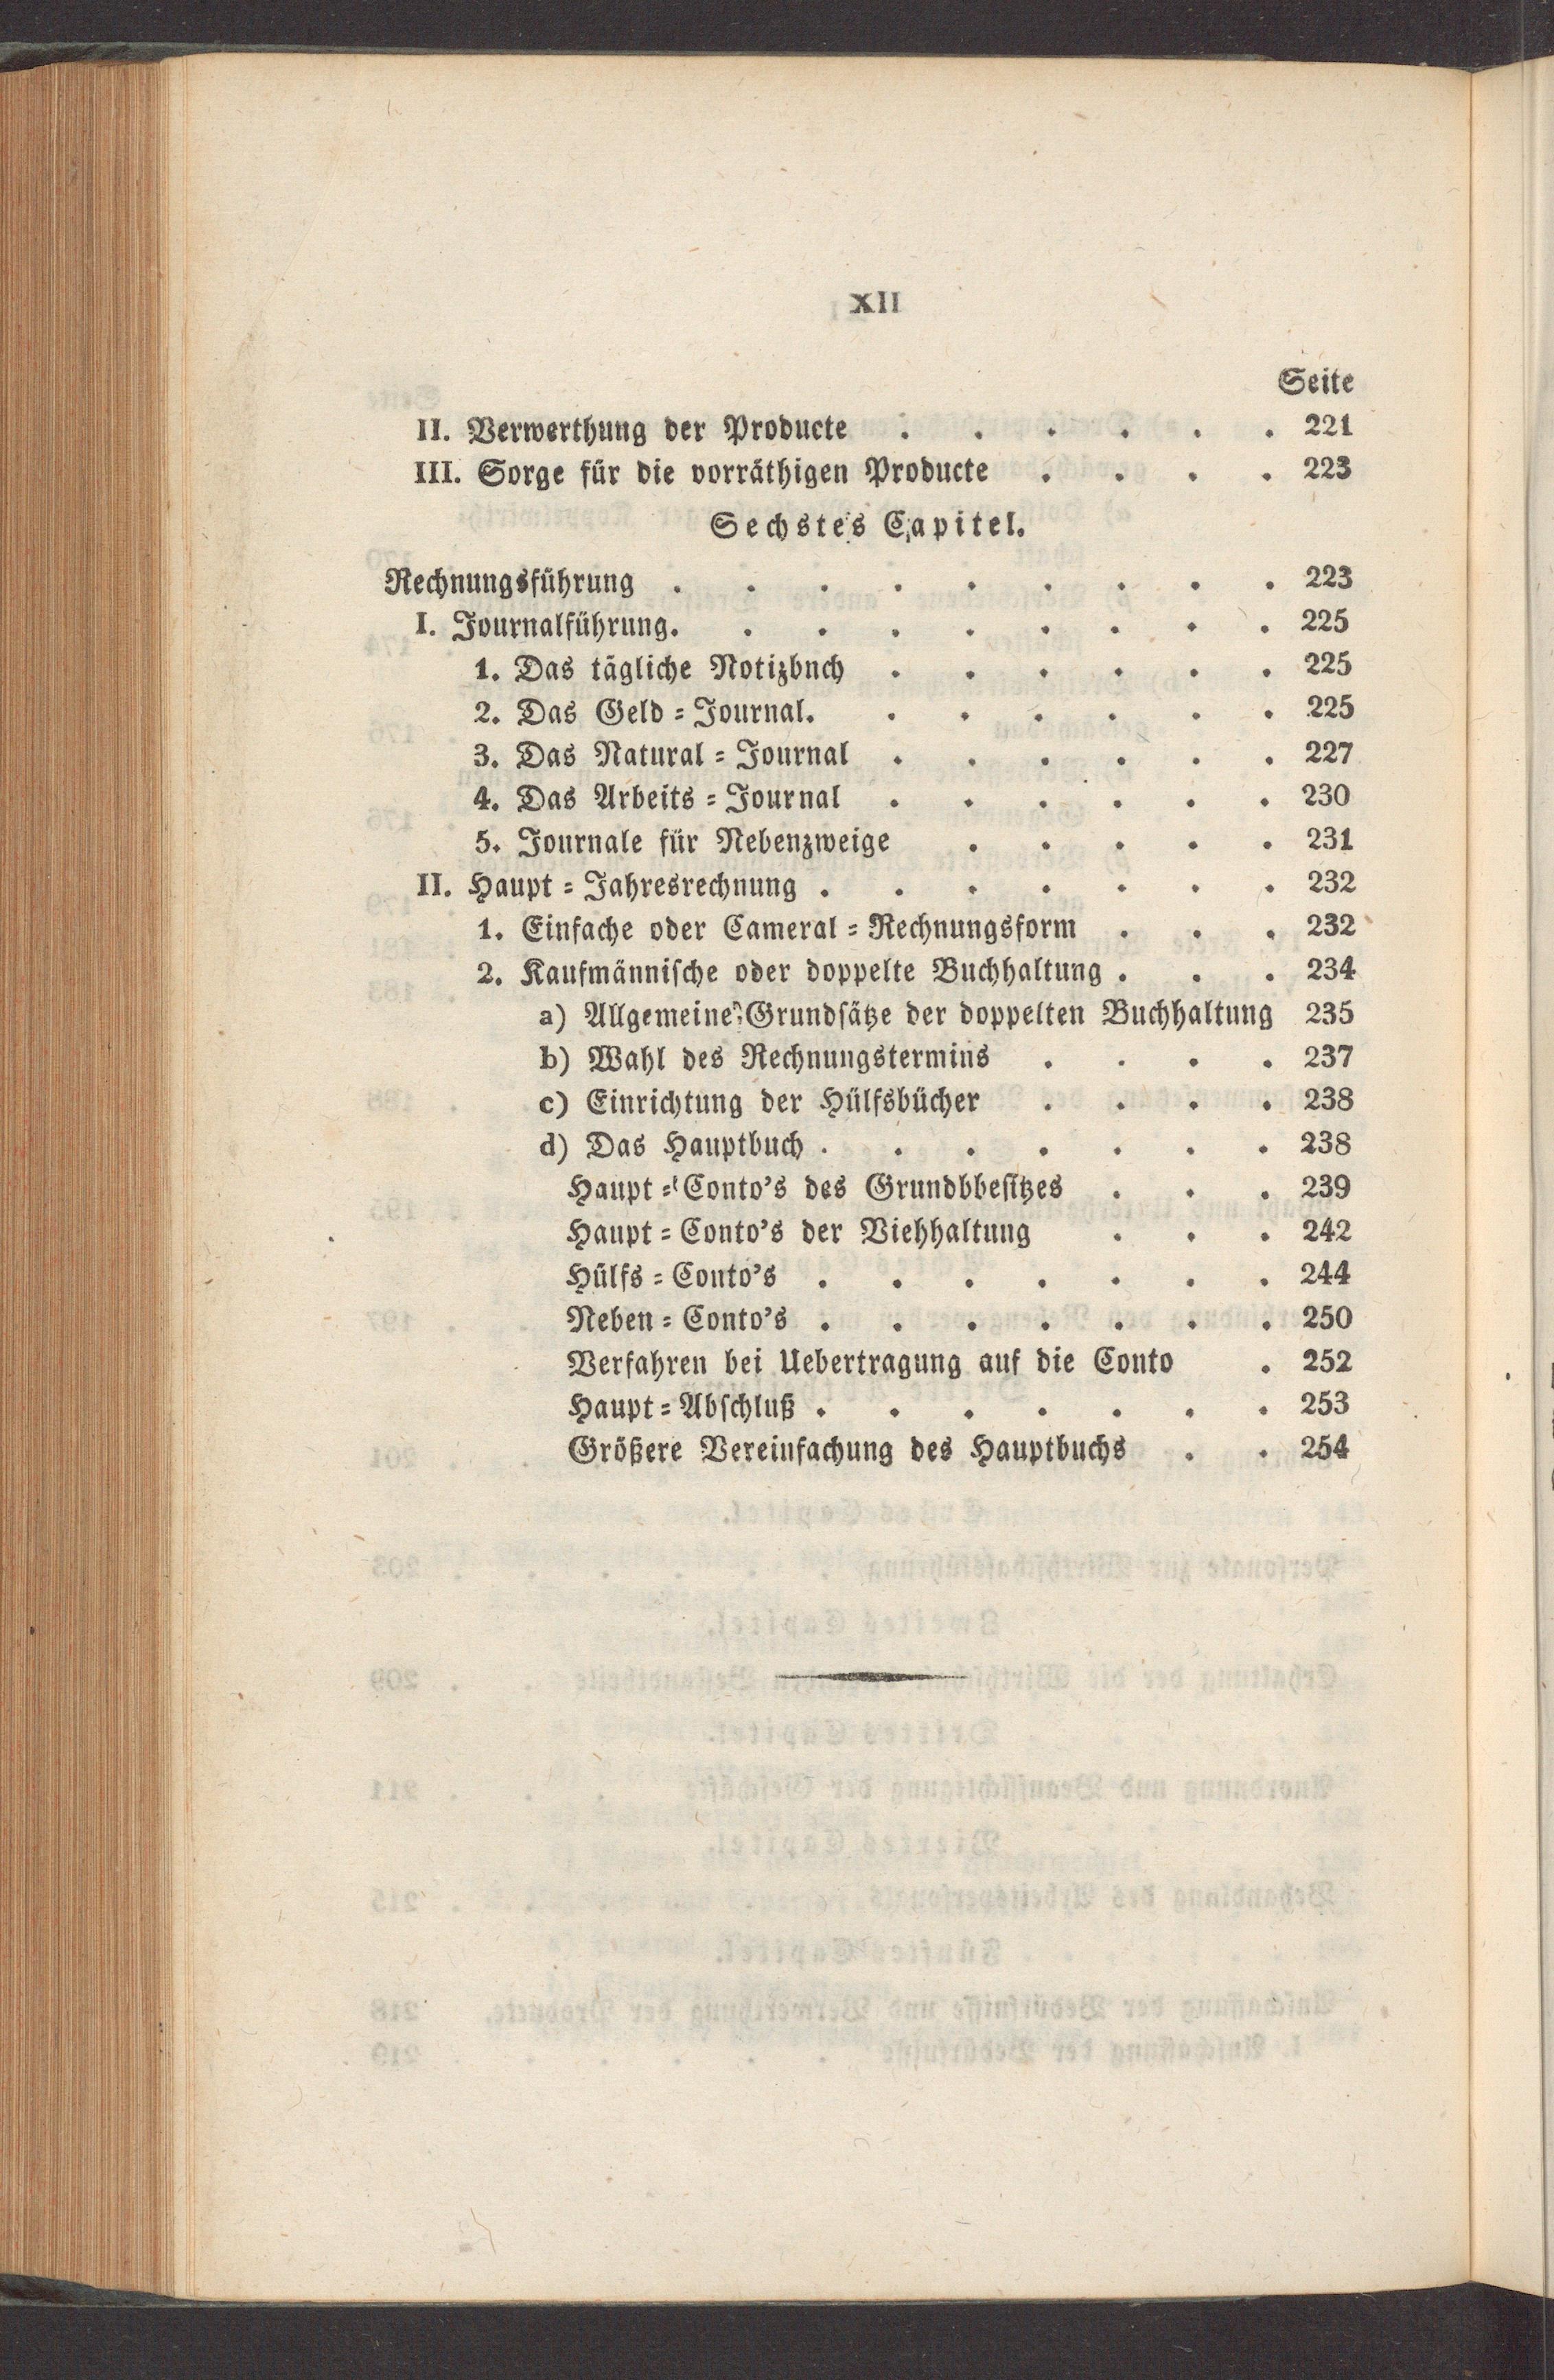 XII
Seite
II. Verwerthung der Producte . . . . . . 221
III. Sorge für die vorräthigen Producte . . . . 223
Sechstes Capitel.
Rechnungsführung . . . . . . . . . 223
I. Journalführung. . . . . . . . . 225
1. Das tägliche Notizbnch . . . . . . 225
2. Das Geld=Journal. . . . . . . 225
3. Das Natural=Journal . . . . . . 227
4. Das Arbeits=Journal . . . . . . 230
5. Journale für Nebenzweige . . . . . 231
II. Haupt=Jahresrechnung . . . . . . . 232
1. Einfache oder Cameral=Rechnungsform . . . 232
2. Kaufmännische oder doppelte Buchhaltung . . . 234
a) Allgemeine Grundsätze der doppelten Buchhaltung 235
b) Wahl des Rechnungstermins . . . . 237
c) Einrichtung der Hülfsbücher . . . . 238
d) Das Hauptbuch . . . . . . . 238
Haupt=Conto's des Grundbbesitzes . . . 239
Haupt=Conto's der Viehhaltung . . . 242
Hülfs=Conto's . . . . . . . 244
Neben=Conto's . . . . . . . 250
Verfahren bei Uebertragung auf die Conto . 252
Haupt=Abschluß . . . . . . . 253
Größere Vereinfachung des Hauptbuchs . . 254